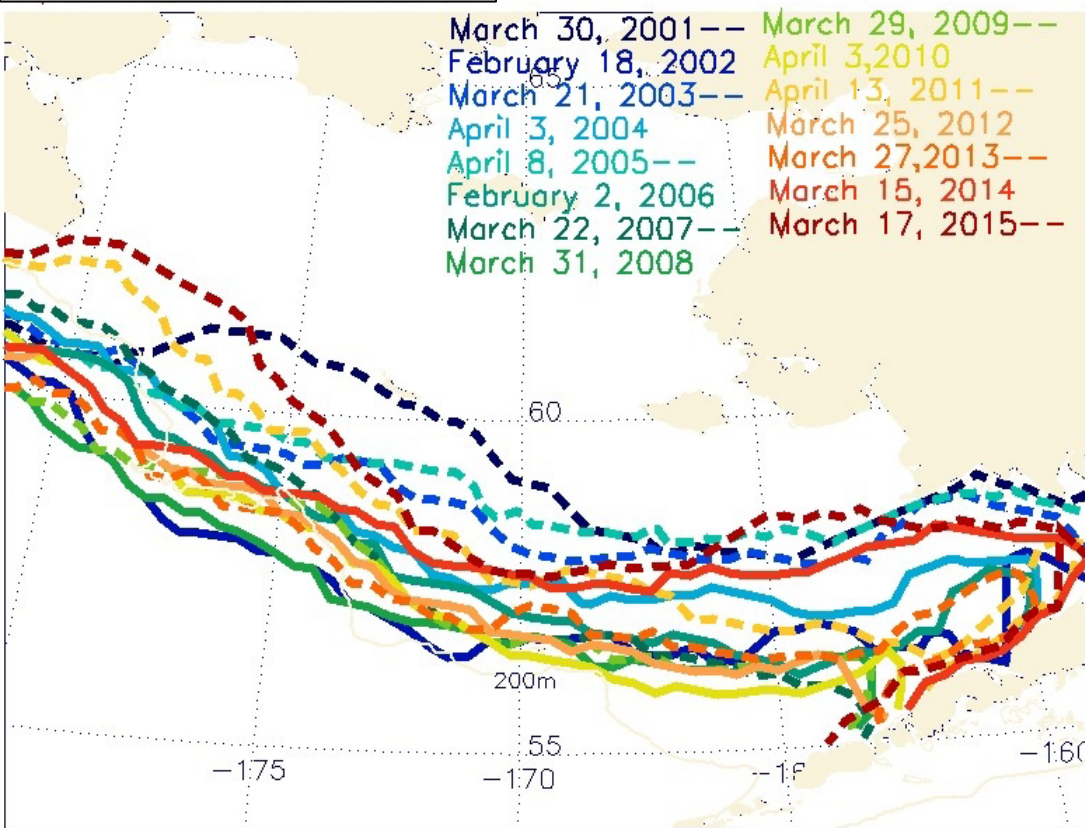 March 30, 2001––
February 18, 2002
March 21, 2003––
April 3, 2004
April 8, 2005––
February 2, 2006
March 22, 2007––
March 31, 2008
March 29, 2009––
April 3,2010
April 13, 2011––
March 25, 2012
March 27,2013––
March 15, 2014
March 17, 2015––
65
60
200m
55
–175
–170
–16
–160